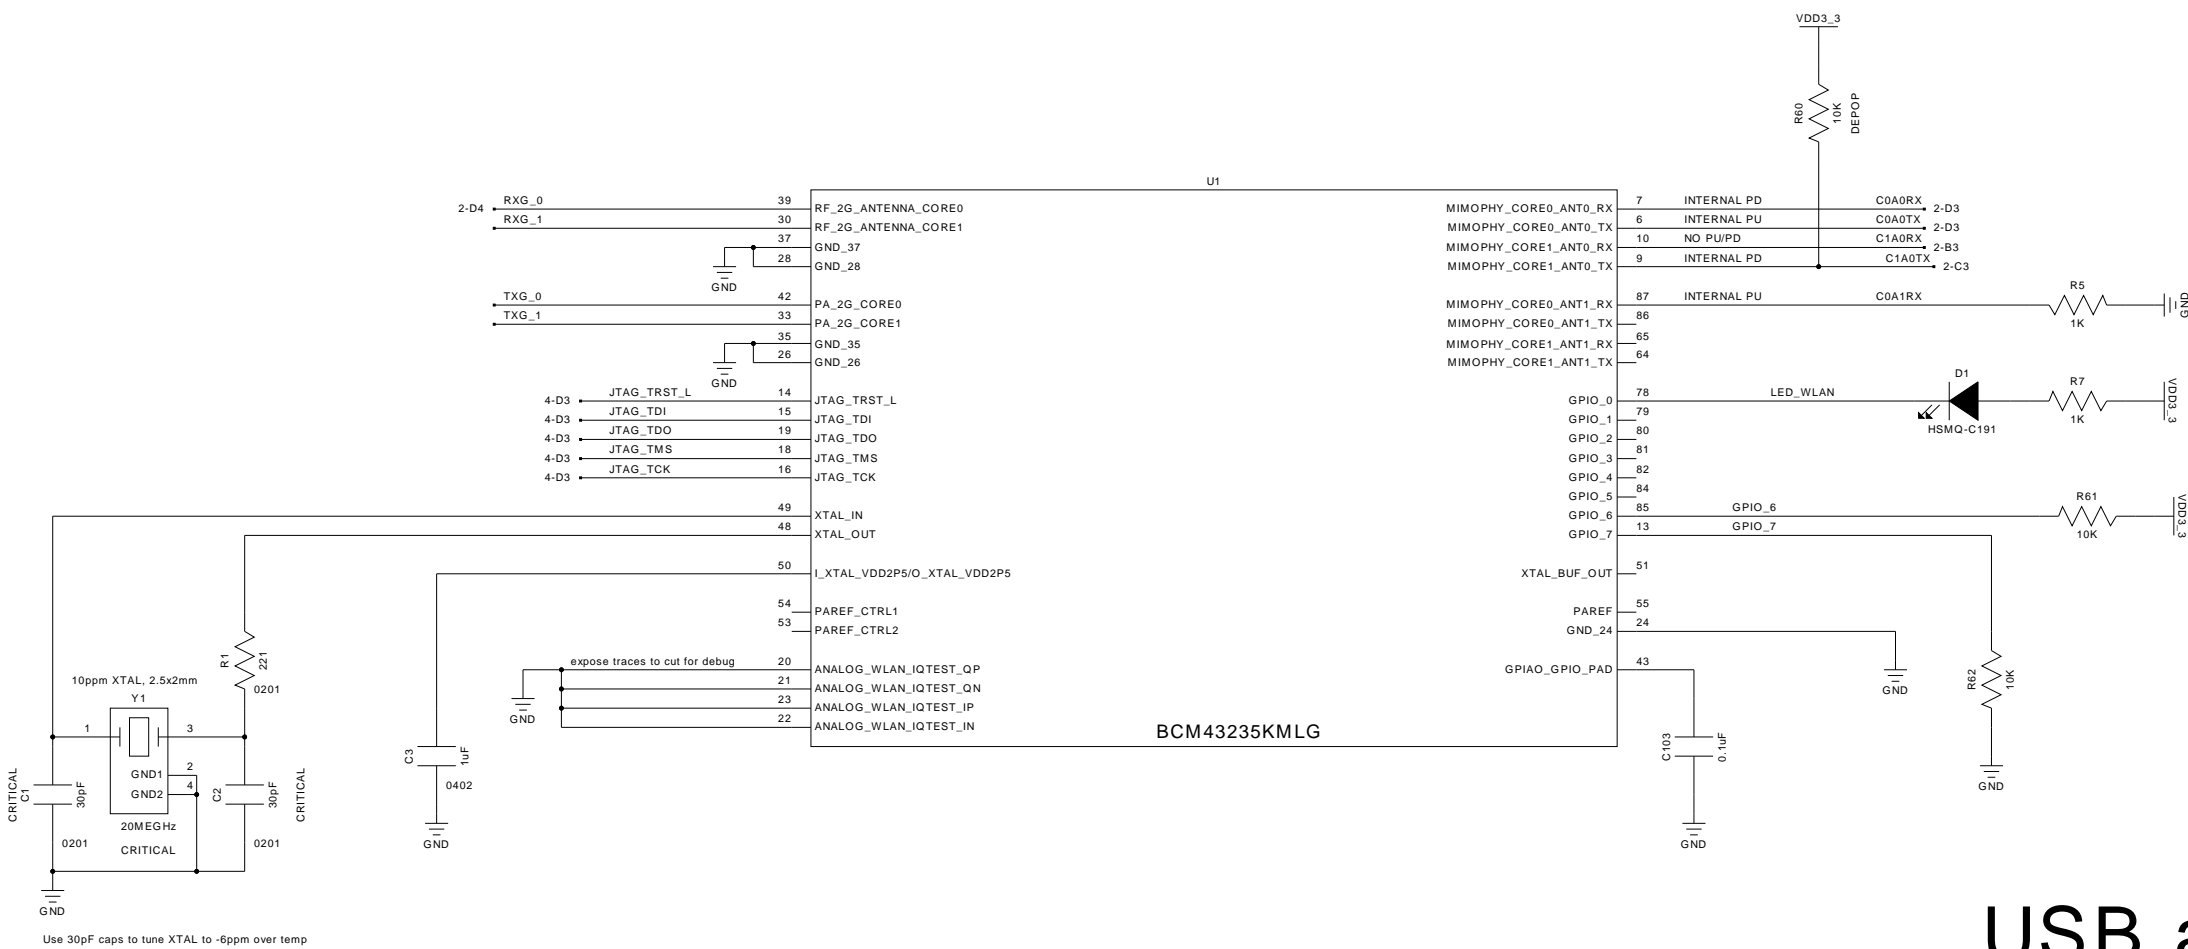 VDD3_3
R60
10K
DEPOP
U1
2-D4 RXG_0 39 RF_2G_ANTENNA_CORE0
RXG_1 30 RF_2G_ANTENNA_CORE1
37 GND_37
28 GND_28
GND
TXG_0 42 PA_2G_CORE0
TXG_1 33 PA_2G_CORE1
35 GND_35
26 GND_26
GND
4-D3 JTAG_TRST_L 14 JTAG_TRST_L
4-D3 JTAG_TDI 15 JTAG_TDI
4-D3 JTAG_TDO 19 JTAG_TDO
4-D3 JTAG_TMS 18 JTAG_TMS
4-D3 JTAG_TCK 16 JTAG_TCK
49 XTAL_IN
48 XTAL_OUT
50 I_XTAL_VDD2P5/O_XTAL_VDD2P5
54 PAREF_CTRL1
53 PAREF_CTRL2
expose traces to cut for debug 20 ANALOG_WLAN_IQTEST_QP
21 ANALOG_WLAN_IQTEST_QN
23 ANALOG_WLAN_IQTEST_IP
22 ANALOG_WLAN_IQTEST_IN
GND
MIMOPHY_CORE0_ANT0_RX 7 INTERNAL PD C0A0RX 2-D3
MIMOPHY_CORE0_ANT0_TX 6 INTERNAL PU C0A0TX 2-D3
MIMOPHY_CORE1_ANT0_RX 10 NO PU/PD C1A0RX 2-B3
MIMOPHY_CORE1_ANT0_TX 9 INTERNAL PD C1A0TX 2-C3
MIMOPHY_CORE0_ANT1_RX 87 INTERNAL PU C0A1RX R5 1K GND
MIMOPHY_CORE0_ANT1_TX 86
MIMOPHY_CORE1_ANT1_RX 65
MIMOPHY_CORE1_ANT1_TX 64
GPIO_0 78 LED_WLAN D1 HSMQ-C191 R7 1K VDD3_3
GPIO_1 79
GPIO_2 80
GPIO_3 81
GPIO_4 82
GPIO_5 84
GPIO_6 85 GPIO_6 R61 10K VDD3_3
GPIO_7 13 GPIO_7
XTAL_BUF_OUT 51
PAREF 55
GND_24 24
GND
GPIAO_GPIO_PAD 43
R62
10K
GND
C103
0.1uF
GND
BCM43235KMLG
R1
221
0201
10ppm XTAL, 2.5x2mm
Y1
1
3
GND1 2
GND2 4
20MEGHz
CRITICAL
CRITICAL
C1
30pF
0201
C2
30pF
CRITICAL
0201
GND
C3
1uF
0402
GND
Use 30pF caps to tune XTAL to -6ppm over temp
USB a